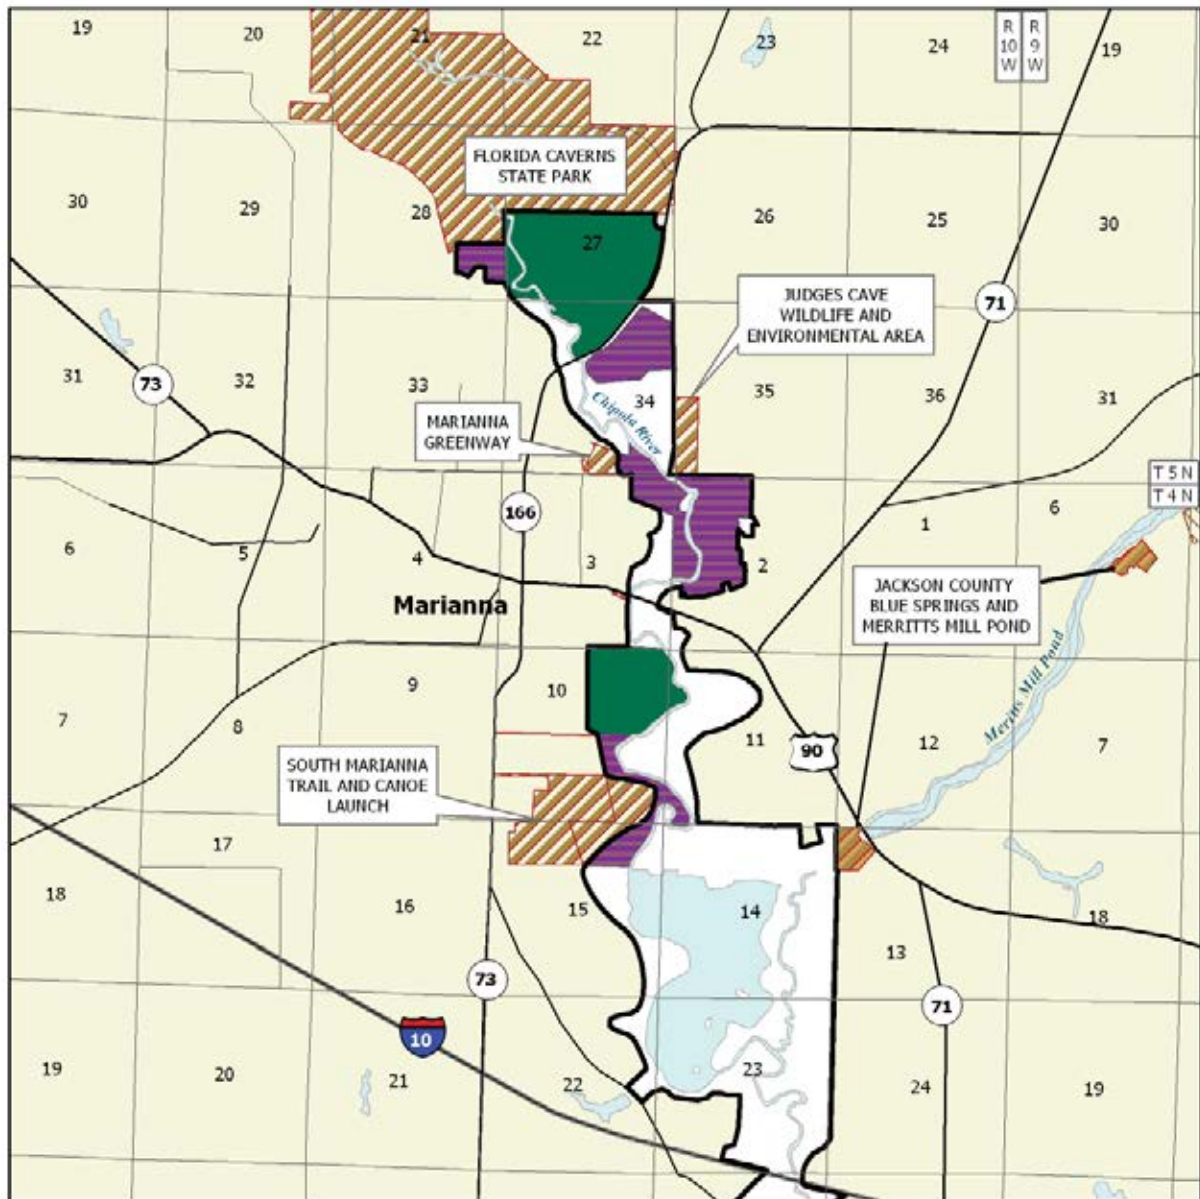 19
20
21
22
23
24
R
10
W
R
9
W
19
FLORIDA CAVERNS
STATE PARK
30
29
28
27
26
25
30
JUDGES CAVE
WILDLIFE AND
ENVIRONMENTAL AREA
71
31
73
32
33
34
35
36
31
Chipola River
MARIANNA
GREENWAY
T 5 N
T 4 N
166
6
5
4
3
2
1
6
Marianna
JACKSON COUNTY
BLUE SPRINGS AND
MERRITTS MILL POND
Merritts Mill Pond
7
8
9
10
11
90
12
7
SOUTH MARIANNA
TRAIL AND CANOE
LAUNCH
17
18
16
15
14
13
18
73
71
10
19
20
21
22
23
24
19